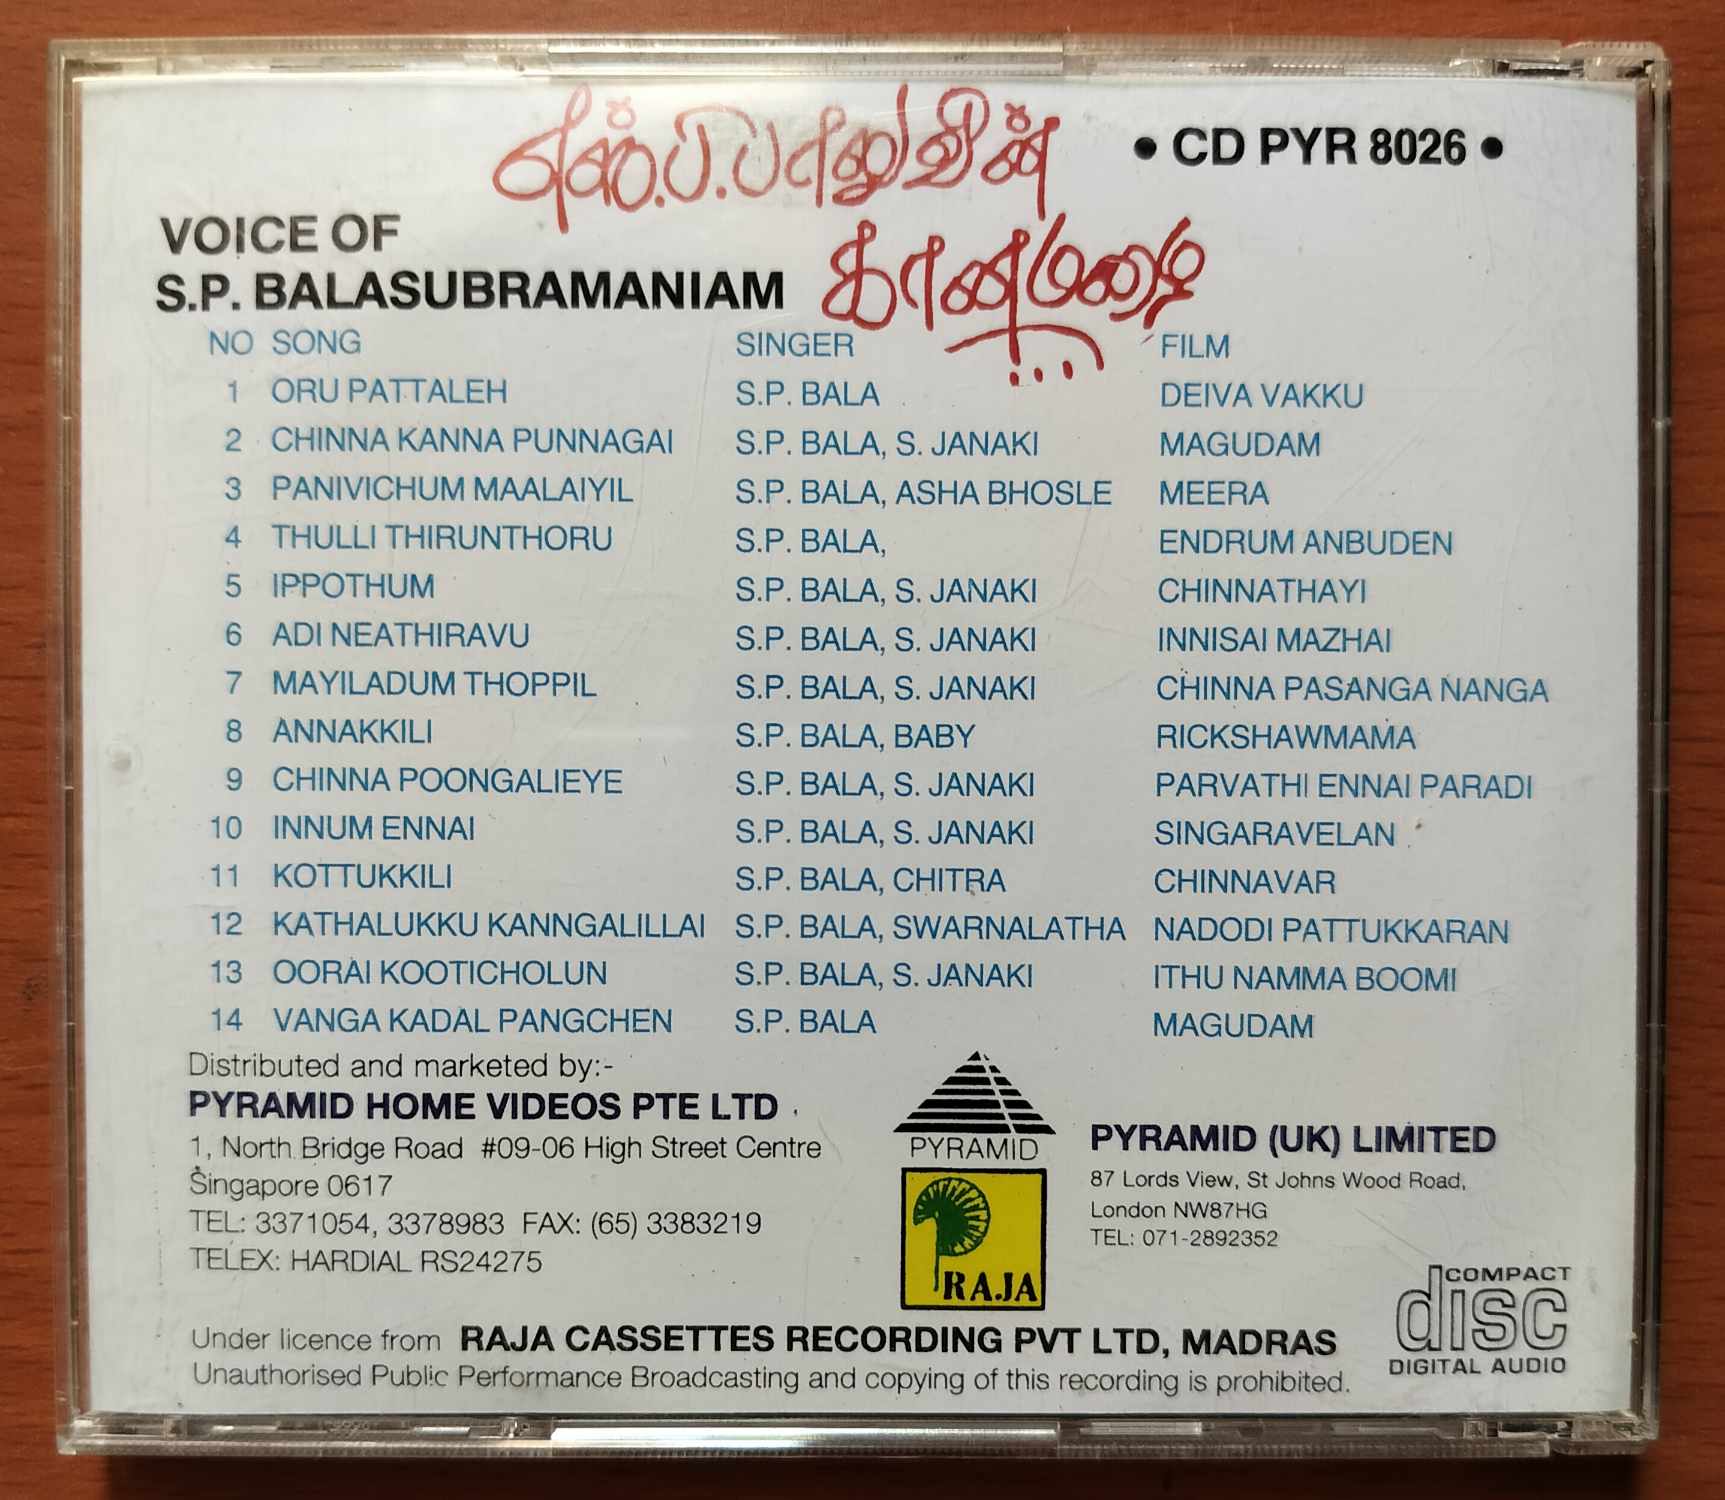 எஸ்.பி.பாலுவின்
கானமழை...
• CD PYR 8026 •
VOICE OF
S.P. BALASUBRAMANIAM
NO SONG SINGER FILM
1 ORU PATTALEH S.P. BALA DEIVA VAKKU
2 CHINNA KANNA PUNNAGAI S.P. BALA, S. JANAKI MAGUDAM
3 PANIVICHUM MAALAIYIL S.P. BALA, ASHA BHOSLE MEERA
4 THULLI THIRUNTHORU S.P. BALA, ENDRUM ANBUDEN
5 IPPOTHUM S.P. BALA, S. JANAKI CHINNATHAYI
6 ADI NEATHIRAVU S.P. BALA, S. JANAKI INNISAI MAZHAI
7 MAYILADUM THOPPIL S.P. BALA, S. JANAKI CHINNA PASANGA NANGA
8 ANNAKKILI S.P. BALA, BABY RICKSHAWMAMA
9 CHINNA POONGALIEYE S.P. BALA, S. JANAKI PARVATHI ENNAI PARADI
10 INNUM ENNAI S.P. BALA, S. JANAKI SINGARAVELAN
11 KOTTUKKILI S.P. BALA, CHITRA CHINNAVAR
12 KATHALUKKU KANNGALILLAI S.P. BALA, SWARNALATHA NADODI PATTUKKARAN
13 OORAI KOOTICHOLUN S.P. BALA, S. JANAKI ITHU NAMMA BOOMI
14 VANGA KADAL PANGCHEN S.P. BALA MAGUDAM
Distributed and marketed by:-
PYRAMID HOME VIDEOS PTE LTD
1, North Bridge Road #09-06 High Street Centre
Singapore 0617
TEL: 3371054, 3378983 FAX: (65) 3383219
TELEX: HARDIAL RS24275
PYRAMID
RAJA
PYRAMID (UK) LIMITED
87 Lords View, St Johns Wood Road,
London NW87HG
TEL: 071-2892352
COMPACT
disc
DIGITAL AUDIO
Under licence from RAJA CASSETTES RECORDING PVT LTD, MADRAS
Unauthorised Public Performance Broadcasting and copying of this recording is prohibited.